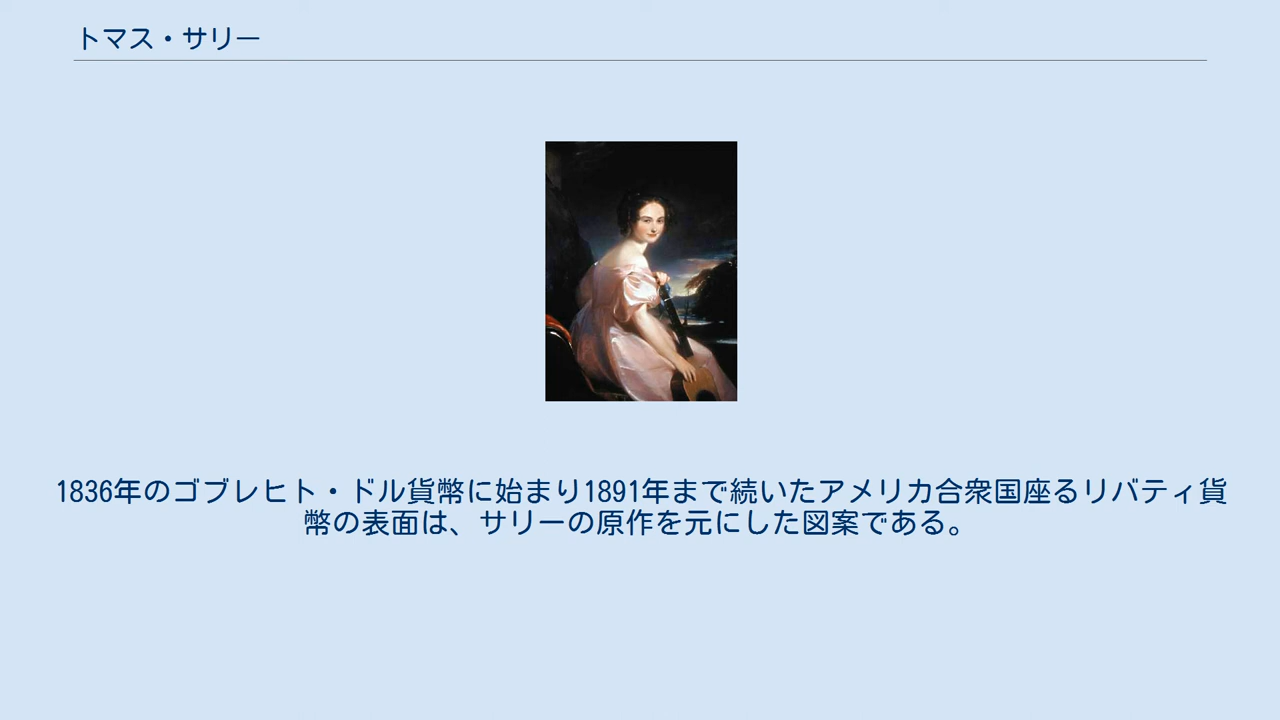 トマス・サリー
1836年のゴブレヒト・ドル貨幣に始まり1891年まで続いたアメリカ合衆国座るリバティ貨
幣の表面は、サリーの原作を元にした図案である。